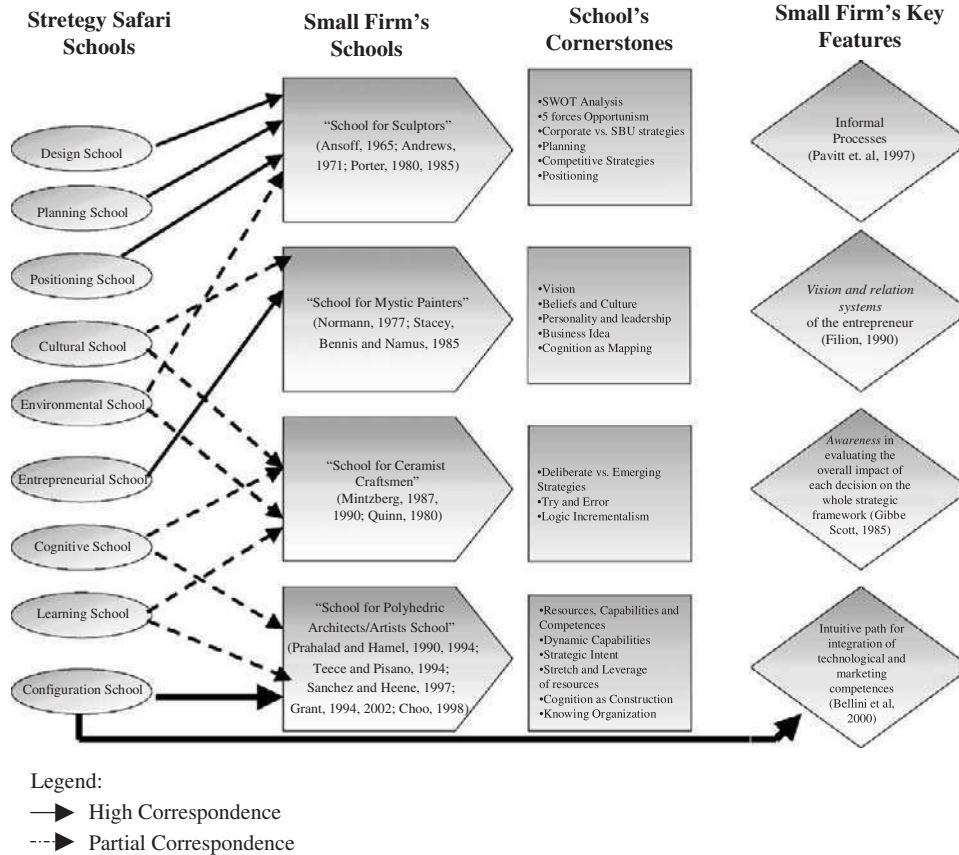 Stretegy Safari
Schools
Small Firm's
Schools
School's
Cornerstones
Small Firm's Key
Features
Design School
Planning School
Positioning School
Cultural School
Environmental School
Entrepreneurial School
Cognitive School
Learning School
Configuration School
“School for Sculptors”
(Ansoff, 1965; Andrews,
1971; Porter, 1980, 1985)
“School for Mystic Painters”
(Normann, 1977; Stacey,
Bennis and Namus, 1985
“School for Ceramist
Craftsmen”
(Mintzberg, 1987,
1990; Quinn, 1980)
“School for Polyhedric
Architects/Artists School”
(Prahalad and Hamel, 1990, 1994;
Teece and Pisano, 1994;
Sanchez and Heene, 1997;
Grant, 1994, 2002; Choo, 1998)
•SWOT Analysis
•5 forces Opportunism
•Corporate vs. SBU strategies
•Planning
•Competitive Strategies
•Positioning
•Vision
•Beliefs and Culture
•Personality and leadership
•Business Idea
•Cognition as Mapping
•Deliberate vs. Emerging
Strategies
•Try and Error
•Logic Incrementalism
•Resources, Capabilities and
Competences
•Dynamic Capabilities
•Strategic Intent
•Stretch and Leverage
of resources
•Cognition as Construction
•Knowing Organization
Informal
Processes
(Pavitt et. al, 1997)
Vision and relation
systems
of the entrepreneur
(Filion, 1990)
Awareness in
evaluating the
overall impact of
each decision on the
whole strategic
framework (Gibbe
Scott, 1985)
Intuitive path for
integration of
technological and
marketing
competences
(Bellini et al,
2000)
Legend:
High Correspondence
Partial Correspondence